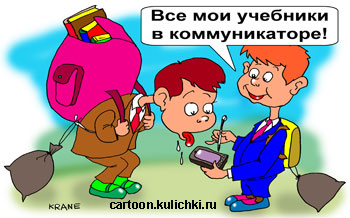 Все мои учебники
в коммуникаторе!
KRANE
cartoon.kulichki.ru